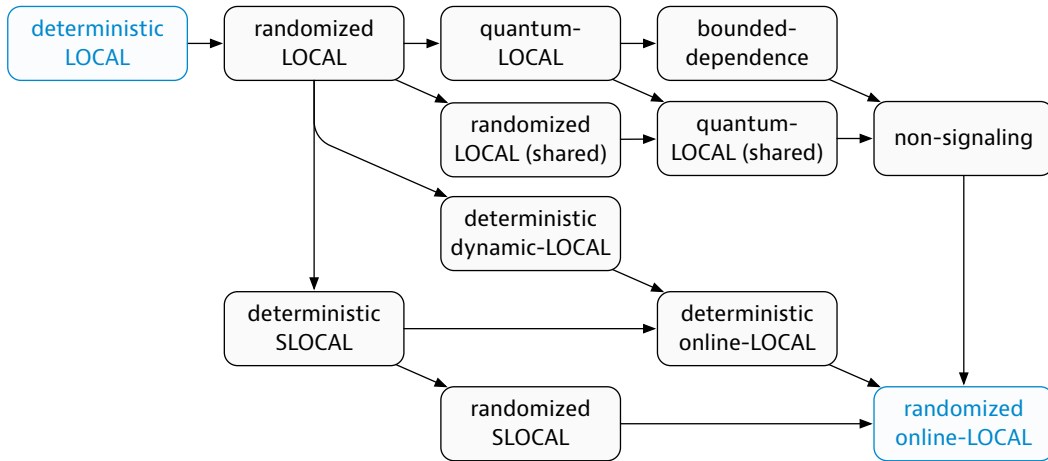 deterministic
LOCAL
randomized
LOCAL
quantum-
LOCAL
bounded-
dependence
randomized
LOCAL (shared)
quantum-
LOCAL (shared)
non-signaling
deterministic
dynamic-LOCAL
deterministic
SLOCAL
deterministic
online-LOCAL
randomized
SLOCAL
randomized
online-LOCAL